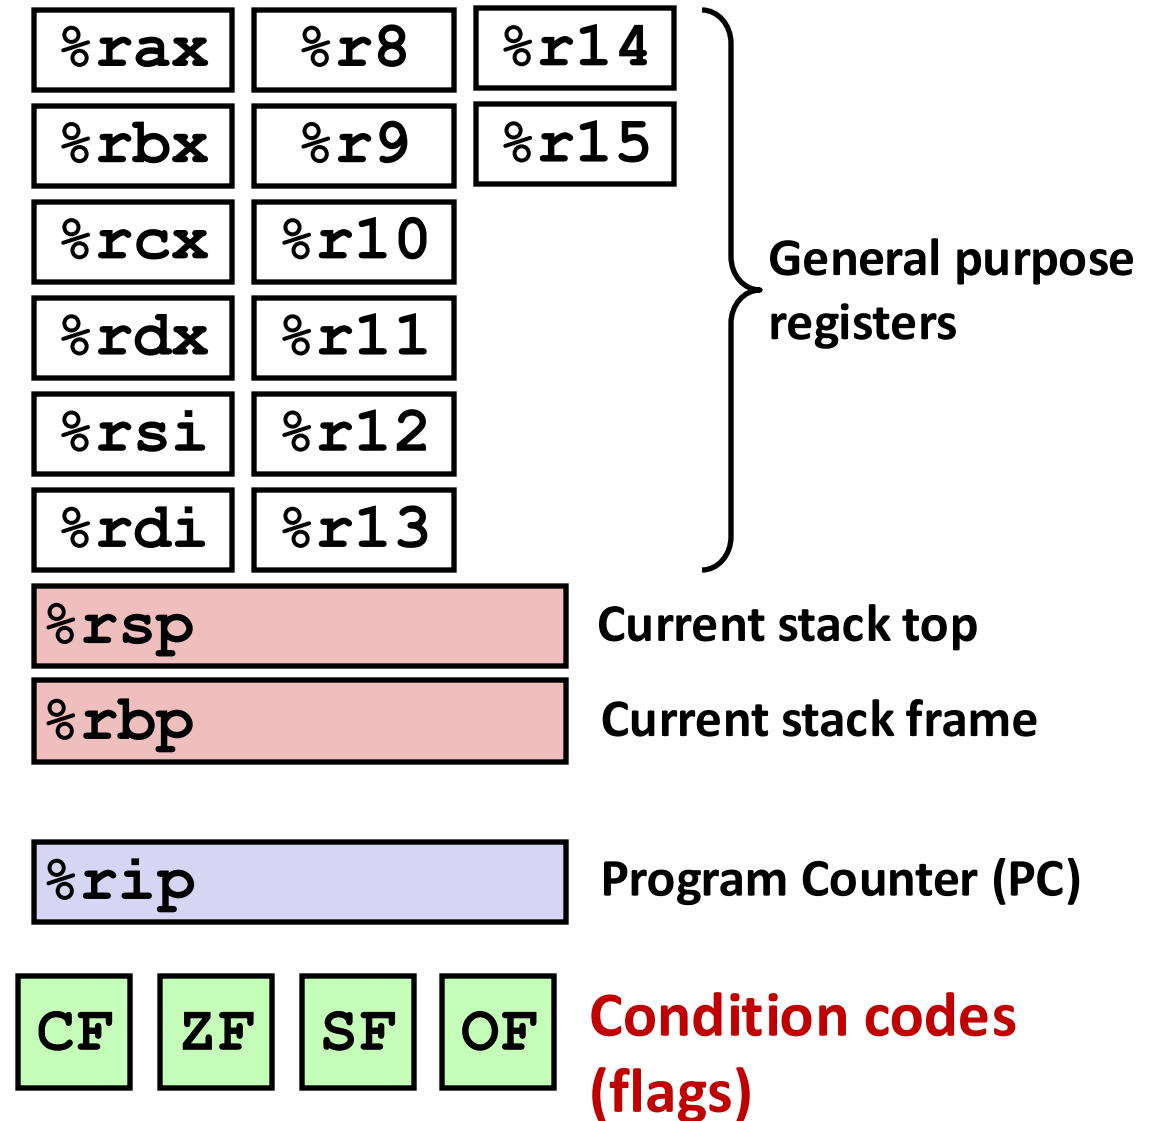 %rax %r8 %r14
%rbx %r9 %r15
%rcx %r10
%rdx %r11
%rsi %r12
%rdi %r13
General purpose
registers
%rsp Current stack top
%rbp Current stack frame
%rip Program Counter (PC)
CF ZF SF OF Condition codes
(flags)